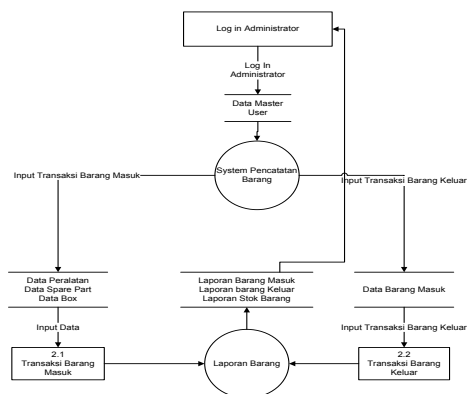 Log in Administrator
Log In
Administrator
Data Master
User
System Pencatatan
Barang
Input Transaksi Barang Masuk
Input Transaksi Barang Keluar
Data Peralatan
Data Spare Part
Data Box
Laporan Barang Masuk
Laporan barang Keluar
Laporan Stok Barang
Data Barang Masuk
Input Data
Input Transaksi Barang Keluar
2.1
Transaksi Barang
Masuk
Laporan Barang
2.2
Transaksi Barang
Keluar